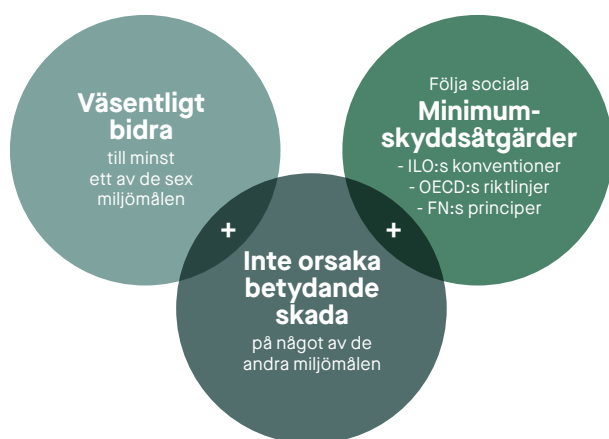 Väsentligt
bidra
till minst
ett av de sex
miljömålen
Följa sociala
Minimum-
skyddsåtgärder
- ILO:s konventioner
- OECD:s riktlinjer
- FN:s principer
+
+
Inte orsaka
betydande
skada
på något av de
andra miljömålen